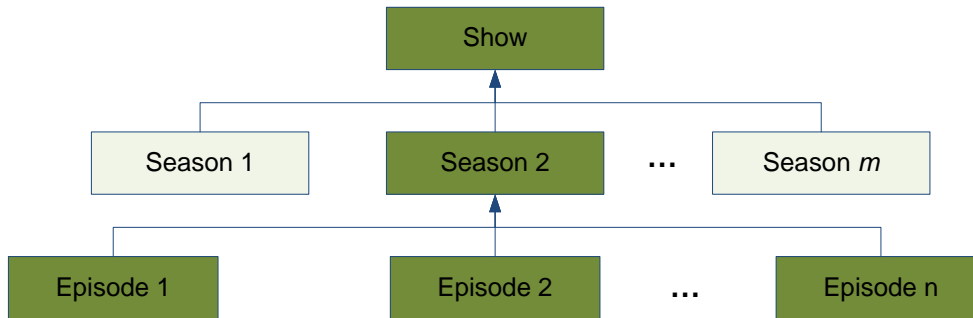 Show
Season 1
Season 2
...
Season m
Episode 1
Episode 2
...
Episode n